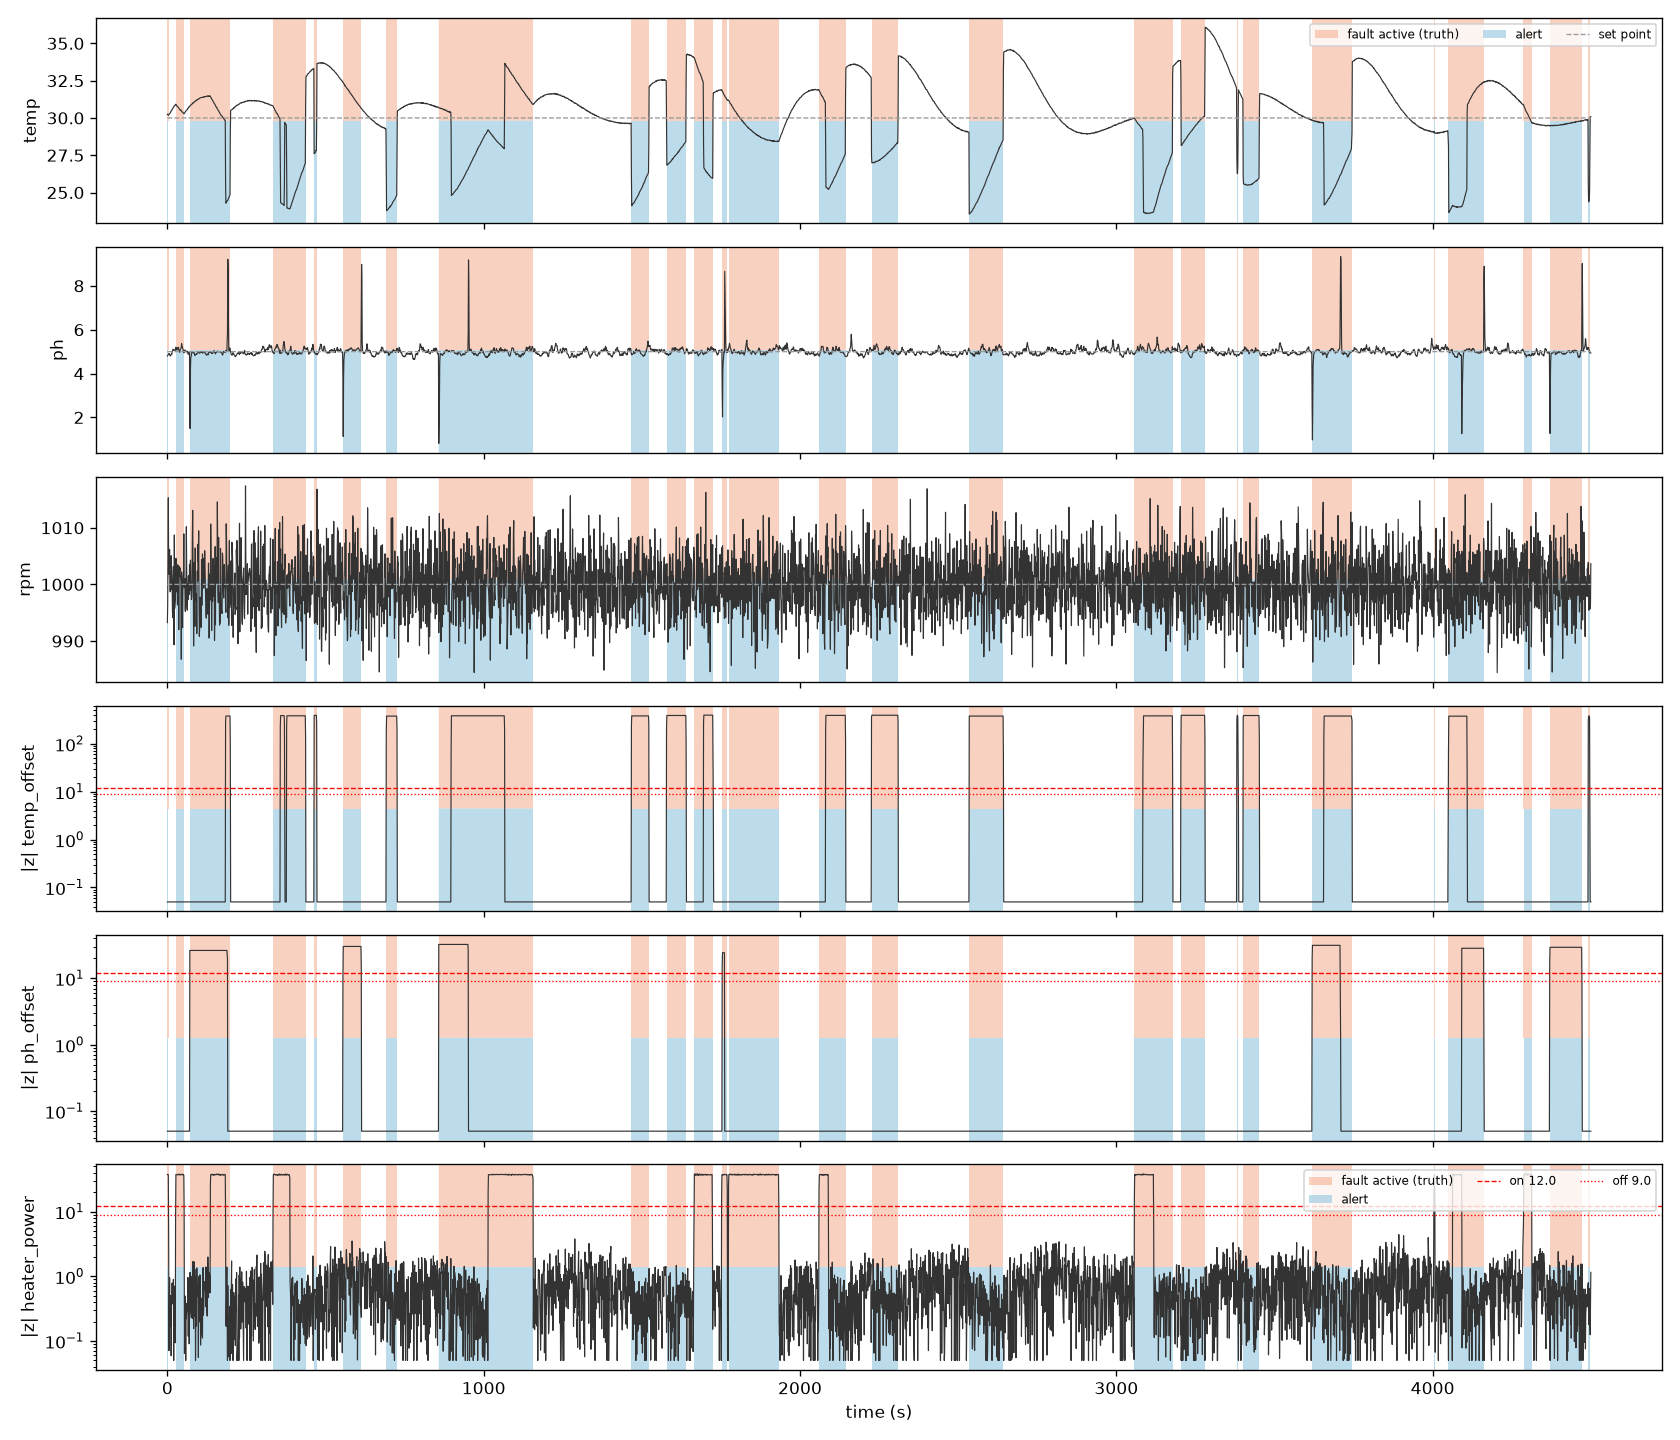 fault active (truth) alert set point
35.0
32.5
30.0
27.5
25.0
temp
8
6
4
2
ph
1010
1000
990
rpm
10²
10¹
10⁰
10⁻¹
|z| temp_offset
10¹
10⁰
10⁻¹
|z| ph_offset
fault active (truth) on 12.0 off 9.0
alert
10¹
10⁰
10⁻¹
|z| heater_power
0 1000 2000 3000 4000
time (s)